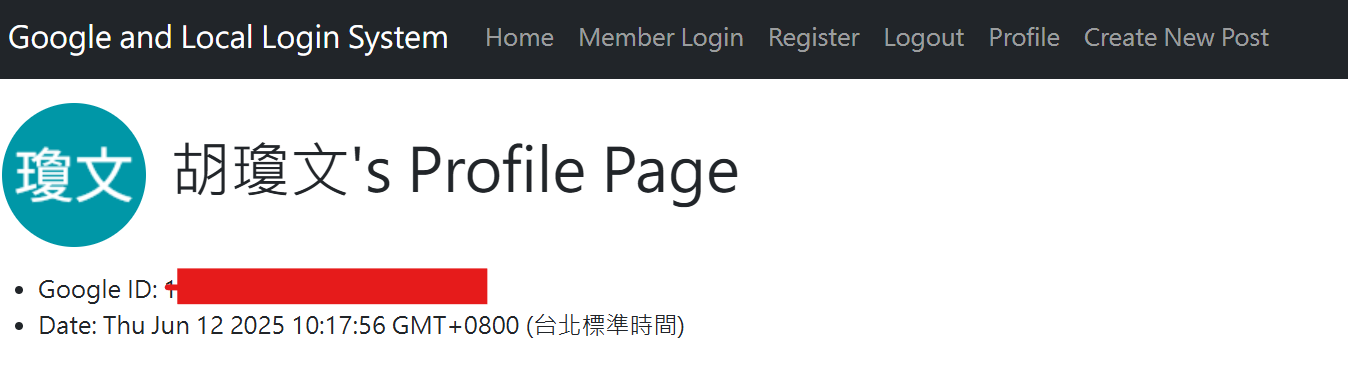 Google and Local Login System Home Member Login Register Logout Profile Create New Post
瓊文
胡瓊文's Profile Page
Google ID:
Date: Thu Jun 12 2025 10:17:56 GMT+0800 (台北標準時間)